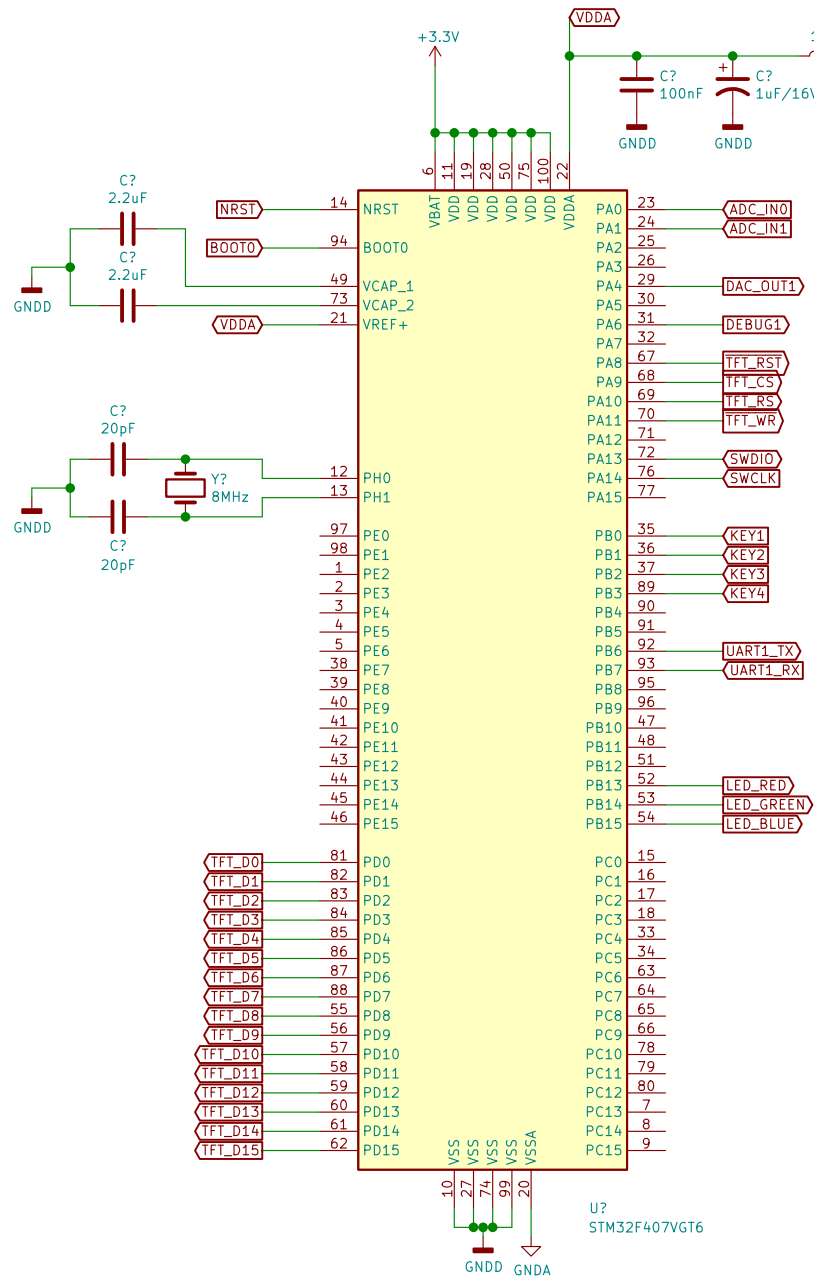 VDDA
+3.3V
C?
100nF
C?
1uF/16V
GNDD
GNDD
6
11
19
28
50
75
100
22
VBAT
VDD
VDD
VDD
VDD
VDD
VDD
VDDA
C?
2.2uF
C?
2.2uF
GNDD
NRST 14 NRST
BOOT0 94 BOOT0
49 VCAP_1
73 VCAP_2
VDDA 21 VREF+
C?
20pF
Y?
8MHz
GNDD
C?
20pF
12 PH0
13 PH1
97 PE0
98 PE1
1 PE2
2 PE3
3 PE4
4 PE5
5 PE6
38 PE7
39 PE8
40 PE9
41 PE10
42 PE11
43 PE12
44 PE13
45 PE14
46 PE15
TFT_D0 81 PD0
TFT_D1 82 PD1
TFT_D2 83 PD2
TFT_D3 84 PD3
TFT_D4 85 PD4
TFT_D5 86 PD5
TFT_D6 87 PD6
TFT_D7 88 PD7
TFT_D8 55 PD8
TFT_D9 56 PD9
TFT_D10 57 PD10
TFT_D11 58 PD11
TFT_D12 59 PD12
TFT_D13 60 PD13
TFT_D14 61 PD14
TFT_D15 62 PD15
PA0 23 ADC_IN0
PA1 24 ADC_IN1
PA2 25
PA3 26
PA4 29 DAC_OUT1
PA5 30
PA6 31 DEBUG1
PA7 32
PA8 67 TFT_RST
PA9 68 TFT_CS
PA10 69 TFT_RS
PA11 70 TFT_WR
PA12 71
PA13 72 SWDIO
PA14 76 SWCLK
PA15 77
PB0 35 KEY1
PB1 36 KEY2
PB2 37 KEY3
PB3 89 KEY4
PB4 90
PB5 91
PB6 92 UART1_TX
PB7 93 UART1_RX
PB8 95
PB9 96
PB10 47
PB11 48
PB12 51
PB13 52 LED_RED
PB14 53 LED_GREEN
PB15 54 LED_BLUE
PC0 15
PC1 16
PC2 17
PC3 18
PC4 33
PC5 34
PC6 63
PC7 64
PC8 65
PC9 66
PC10 78
PC11 79
PC12 80
PC13 7
PC14 8
PC15 9
VSS
VSS
VSS
VSS
VSSA
10
27
74
99
20
GNDD
GNDA
U?
STM32F407VGT6